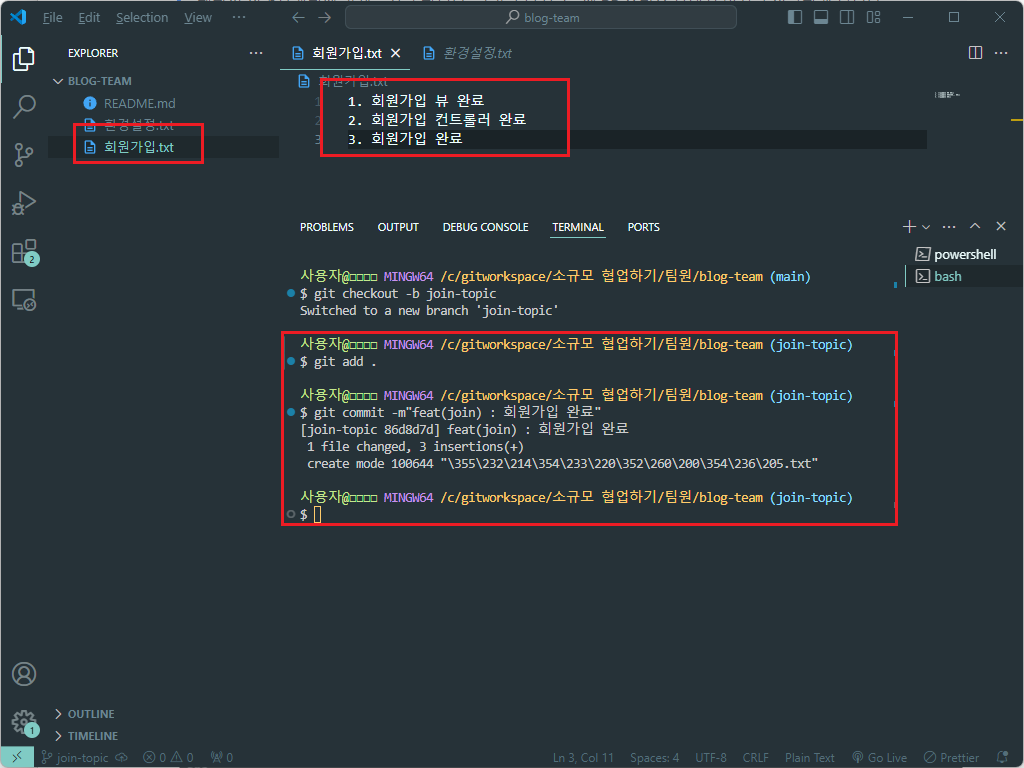 File Edit Selection View ··· blog-team
EXPLORER ···
BLOG-TEAM
README.md
환경설정.txt
회원가입.txt
회원가입.txt 환경설정.txt ···
회원가입.txt
1 1. 회원가입 뷰 완료
2 2. 회원가입 컨트롤러 완료
3 3. 회원가입 완료
PROBLEMS OUTPUT DEBUG CONSOLE TERMINAL PORTS ···
powershell
bash
사용자@□□□□ MINGW64 /c/gitworkspace/소규모 협업하기/팀원/blog-team (main)
$ git checkout -b join-topic
Switched to a new branch 'join-topic'
사용자@□□□□ MINGW64 /c/gitworkspace/소규모 협업하기/팀원/blog-team (join-topic)
$ git add .
사용자@□□□□ MINGW64 /c/gitworkspace/소규모 협업하기/팀원/blog-team (join-topic)
$ git commit -m"feat(join) : 회원가입 완료"
[join-topic 86d8d7d] feat(join) : 회원가입 완료
1 file changed, 3 insertions(+)
create mode 100644 "\355\232\214\354\233\220\352\260\200\354\236\205.txt"
사용자@□□□□ MINGW64 /c/gitworkspace/소규모 협업하기/팀원/blog-team (join-topic)
$
2
1
OUTLINE
TIMELINE
join-topic 0 0 0 Ln 3, Col 11 Spaces: 4 UTF-8 CRLF Plain Text Go Live Prettier